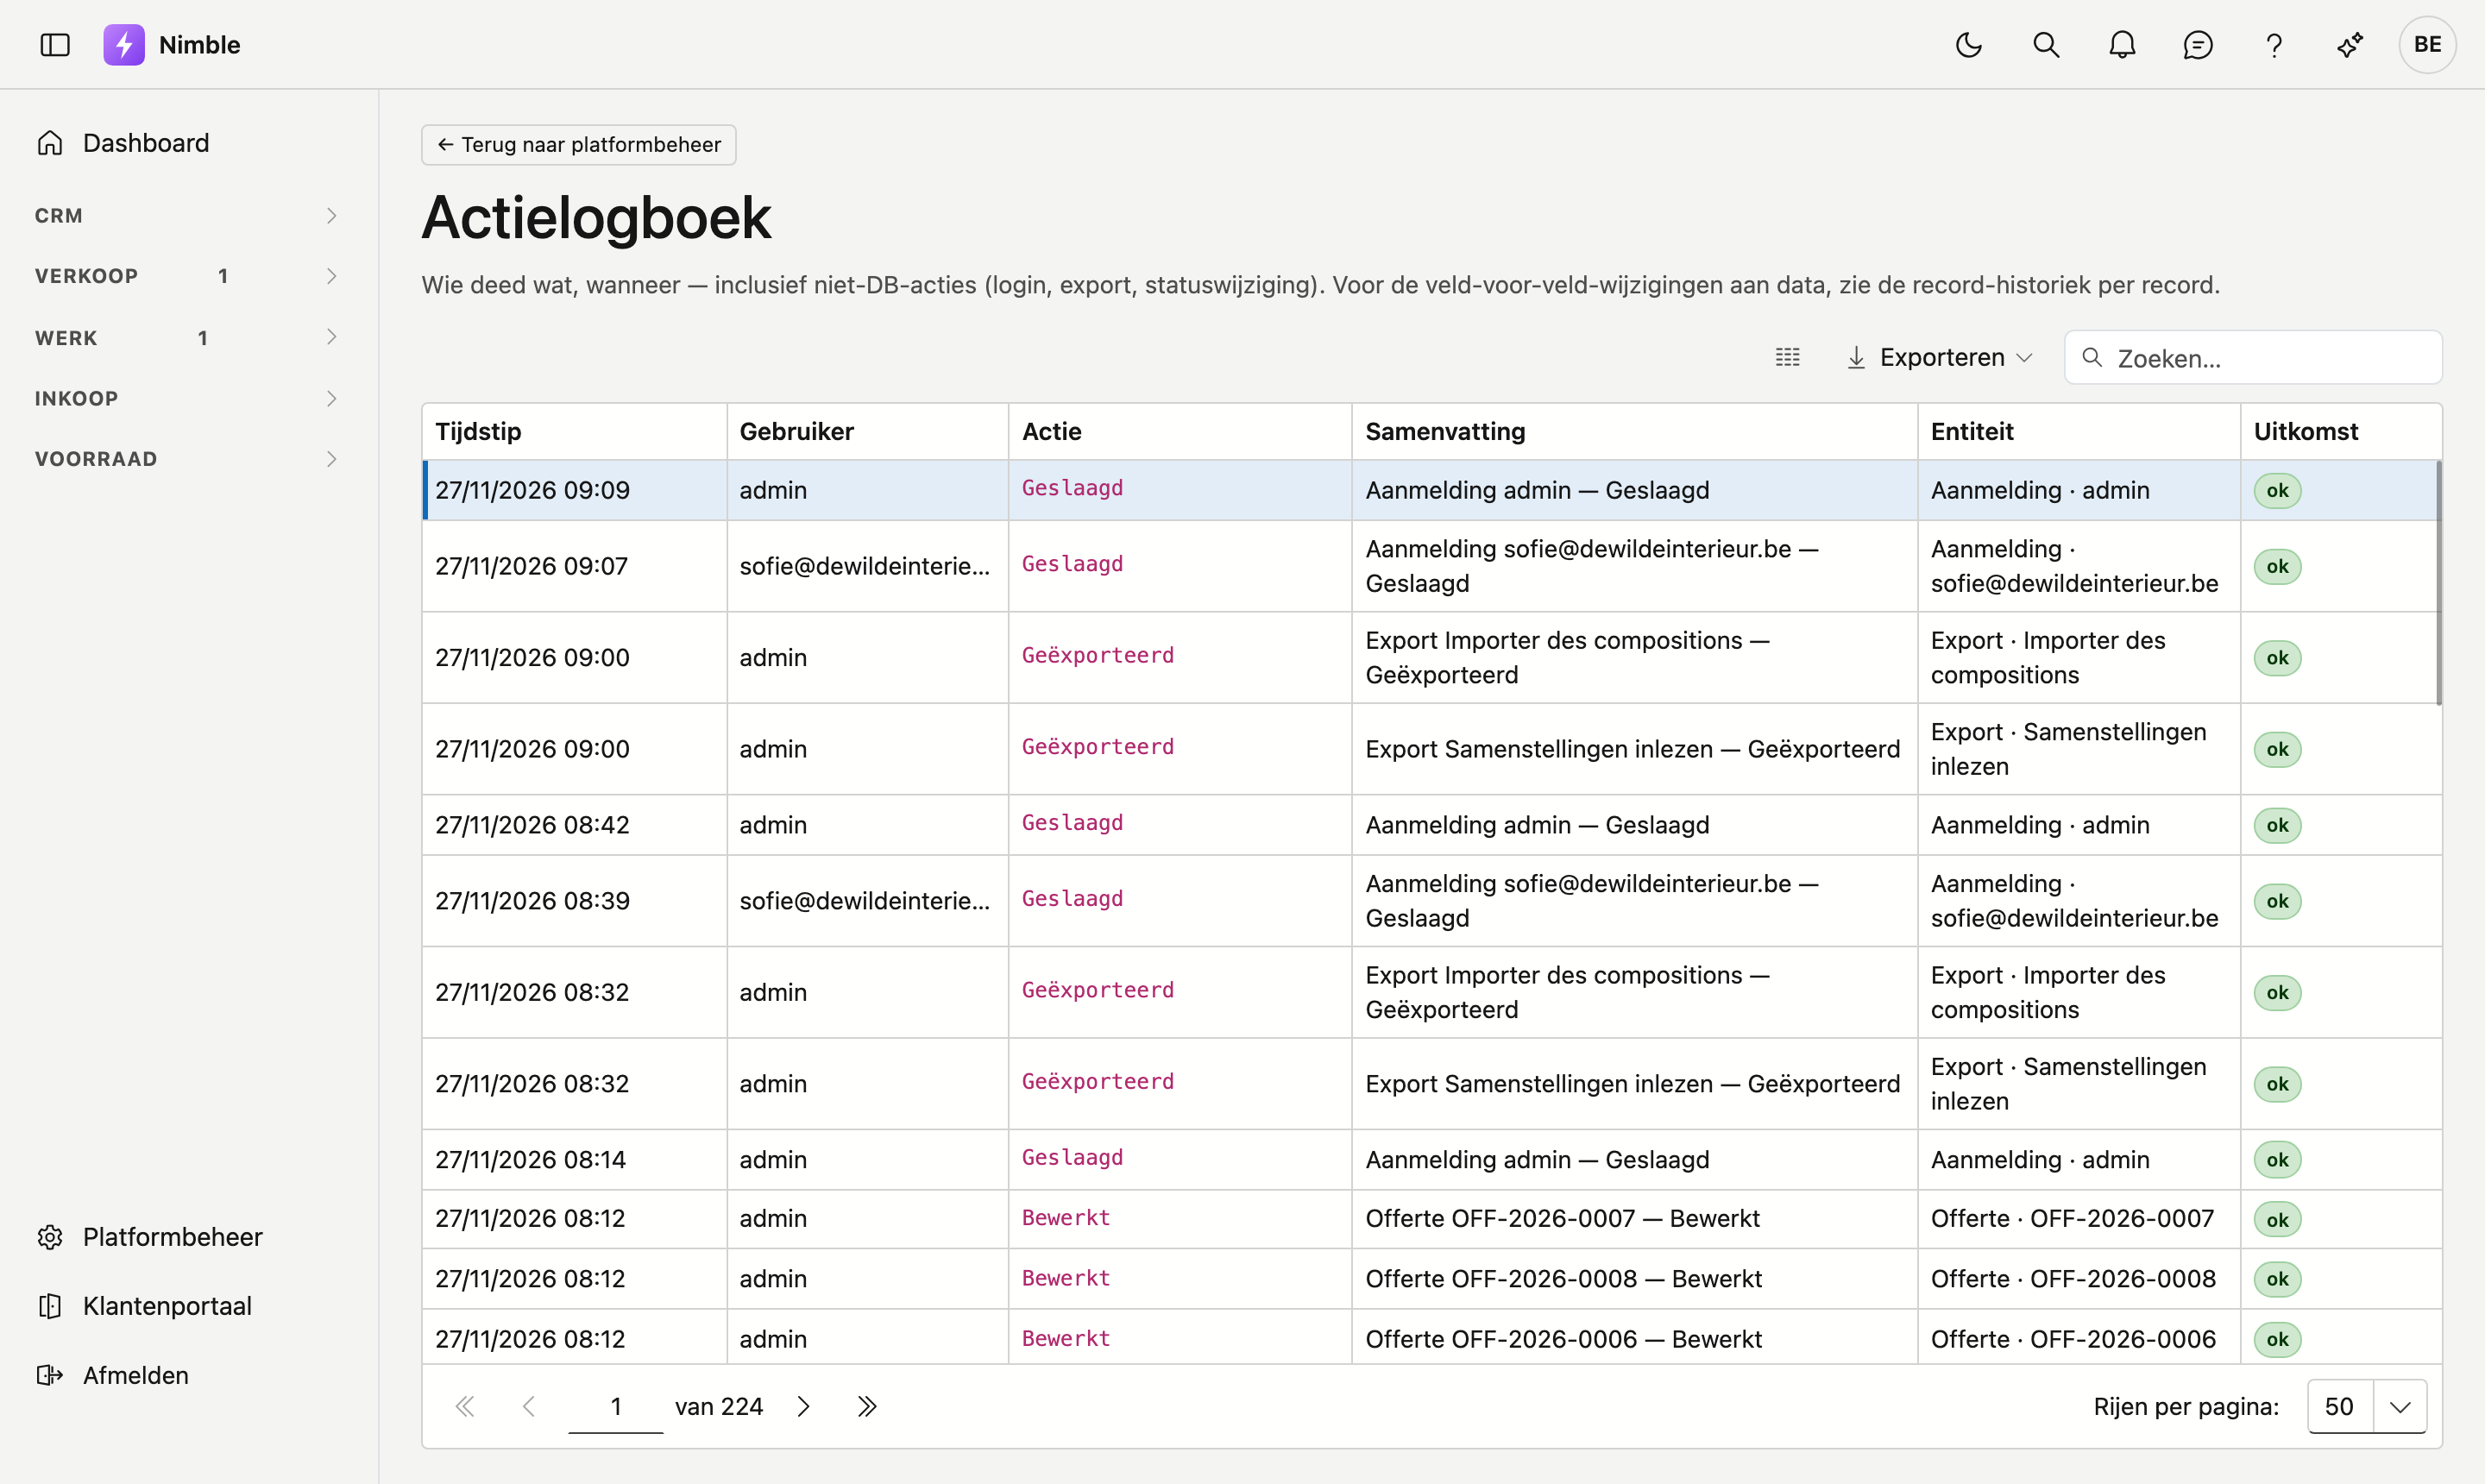 Nimble
BE
Dashboard
CRM
VERKOOP 1
WERK 1
INKOOP
VOORRAAD
Platformbeheer
Klantenportaal
Afmelden
← Terug naar platformbeheer
Actielogboek
Wie deed wat, wanneer — inclusief niet-DB-acties (login, export, statuswijziging). Voor de veld-voor-veld-wijzigingen aan data, zie de record-historiek per record.
Exporteren
Zoeken...
Tijdstip Gebruiker Actie Samenvatting Entiteit Uitkomst
27/11/2026 09:09 admin Geslaagd Aanmelding admin — Geslaagd Aanmelding · admin ok
27/11/2026 09:07 sofie@dewildeinterie... Geslaagd Aanmelding sofie@dewildeinterieur.be — Geslaagd Aanmelding · sofie@dewildeinterieur.be ok
27/11/2026 09:00 admin Geëxporteerd Export Importer des compositions — Geëxporteerd Export · Importer des compositions ok
27/11/2026 09:00 admin Geëxporteerd Export Samenstellingen inlezen — Geëxporteerd Export · Samenstellingen inlezen ok
27/11/2026 08:42 admin Geslaagd Aanmelding admin — Geslaagd Aanmelding · admin ok
27/11/2026 08:39 sofie@dewildeinterie... Geslaagd Aanmelding sofie@dewildeinterieur.be — Geslaagd Aanmelding · sofie@dewildeinterieur.be ok
27/11/2026 08:32 admin Geëxporteerd Export Importer des compositions — Geëxporteerd Export · Importer des compositions ok
27/11/2026 08:32 admin Geëxporteerd Export Samenstellingen inlezen — Geëxporteerd Export · Samenstellingen inlezen ok
27/11/2026 08:14 admin Geslaagd Aanmelding admin — Geslaagd Aanmelding · admin ok
27/11/2026 08:12 admin Bewerkt Offerte OFF-2026-0007 — Bewerkt Offerte · OFF-2026-0007 ok
27/11/2026 08:12 admin Bewerkt Offerte OFF-2026-0008 — Bewerkt Offerte · OFF-2026-0008 ok
27/11/2026 08:12 admin Bewerkt Offerte OFF-2026-0006 — Bewerkt Offerte · OFF-2026-0006 ok
1 van 224
Rijen per pagina: 50